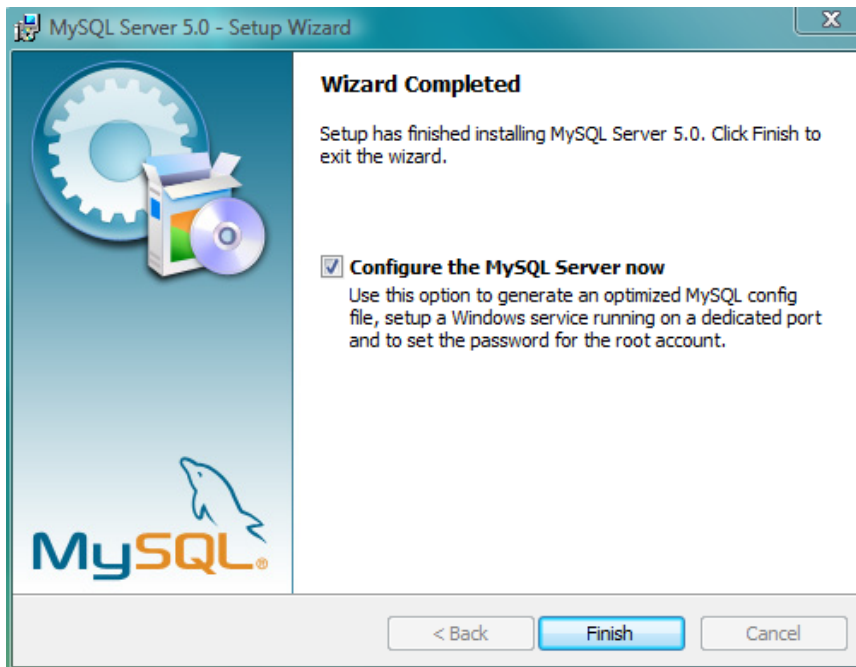 MySQL Server 5.0 - Setup Wizard
Wizard Completed
Setup has finished installing MySQL Server 5.0. Click Finish to
exit the wizard.
Configure the MySQL Server now
Use this option to generate an optimized MySQL config
file, setup a Windows service running on a dedicated port
and to set the password for the root account.
MySQL®
< Back
Finish
Cancel